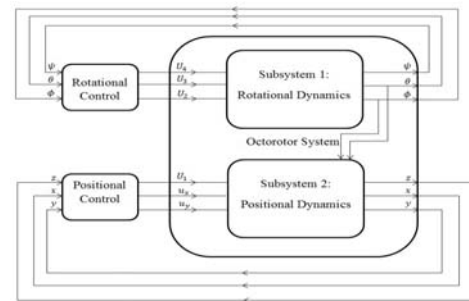 ψ U₄ ψ
θ U₃ Subsystem 1: θ
Rotational Control
ϕ U₂ Rotational Dynamics ϕ
Octorotor System
z U₁ z
x Positional Control uₓ Subsystem 2: x
y u_y Positional Dynamics y